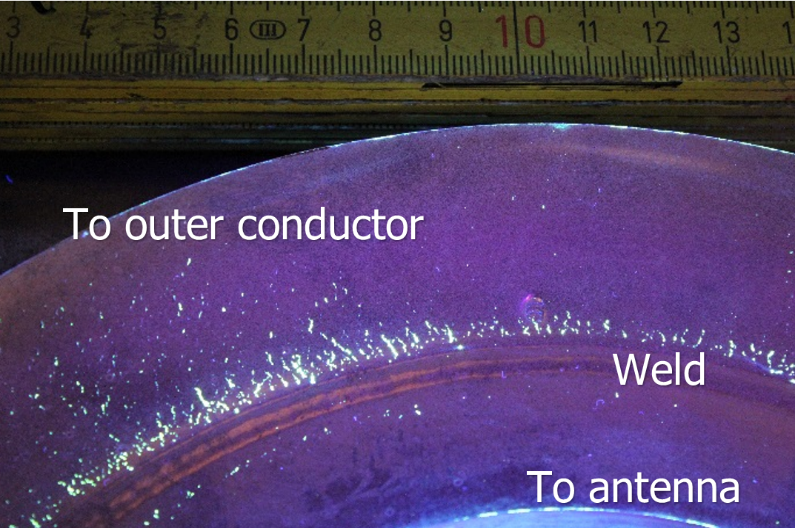 3 4 5 6 III 7 8 9 10 11 12 13
To outer conductor
Weld
To antenna